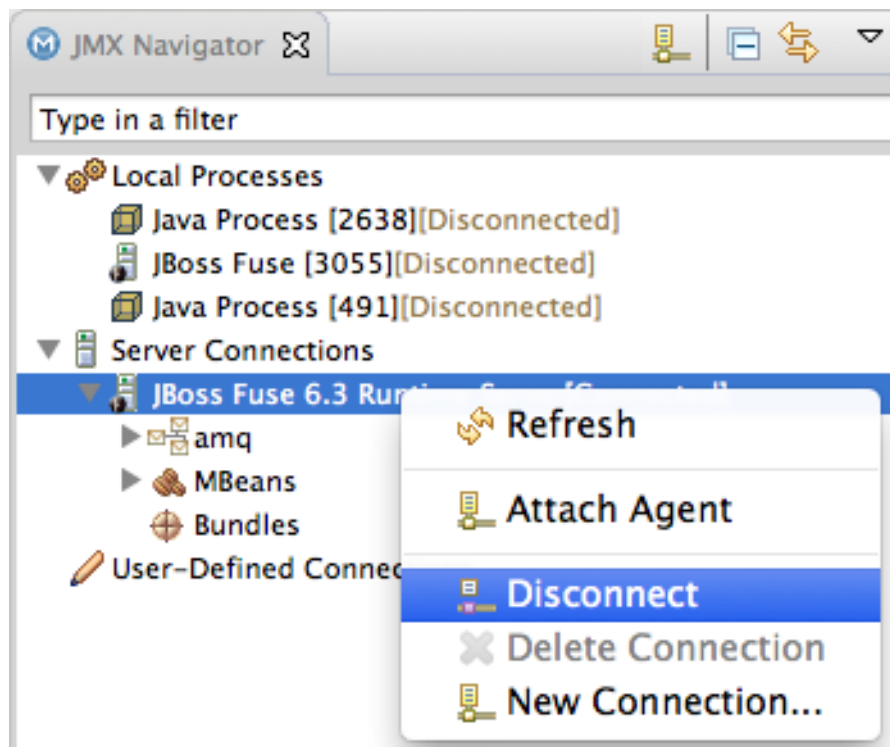 JMX Navigator
Type in a filter
Local Processes
Java Process [2638][Disconnected]
JBoss Fuse [3055][Disconnected]
Java Process [491][Disconnected]
Server Connections
JBoss Fuse 6.3
amq
MBeans
Bundles
User-Defined
Refresh
Attach Agent
Disconnect
Delete Connection
New Connection...